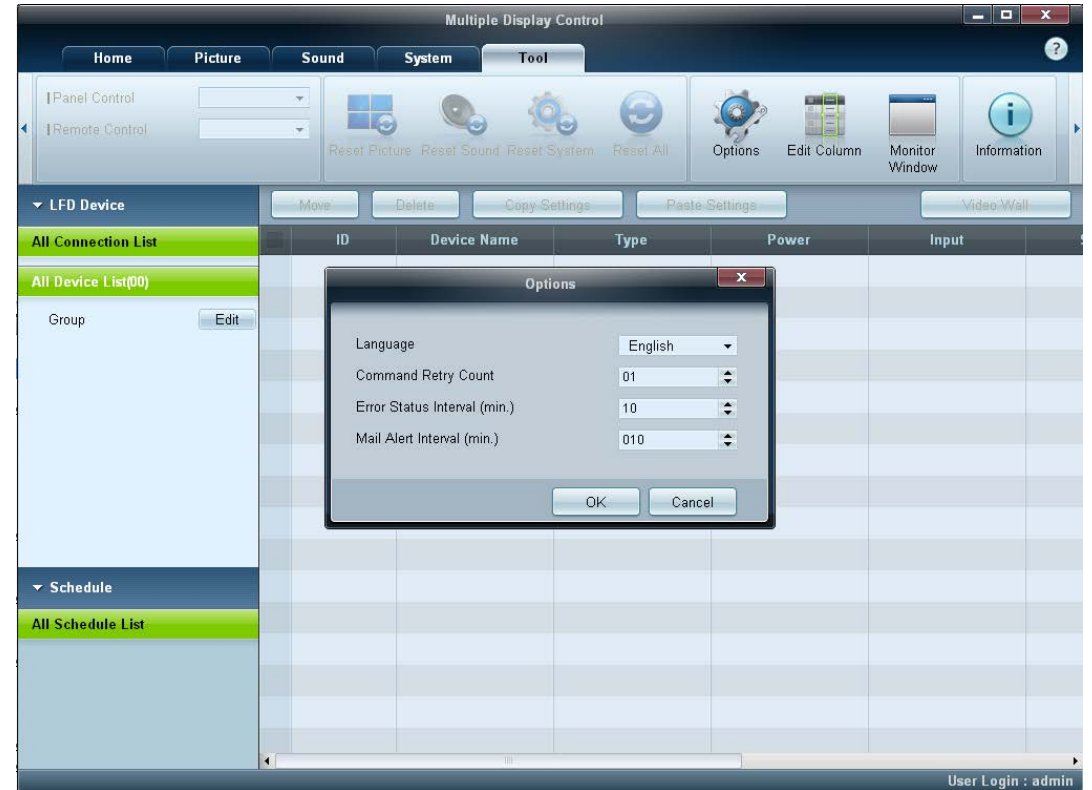 Multiple Display Control
Home Picture Sound System Tool
Panel Control
Remote Control
Reset Picture Reset Sound Reset System Reset All
Options Edit Column Monitor Window Information
LFD Device
Move Delete Copy Settings Paste Settings Video Wall
All Connection List
ID Device Name Type Power Input
All Device List(00)
Group Edit
Options
Language English
Command Retry Count 01
Error Status Interval (min.) 10
Mail Alert Interval (min.) 010
OK Cancel
Schedule
All Schedule List
User Login : admin